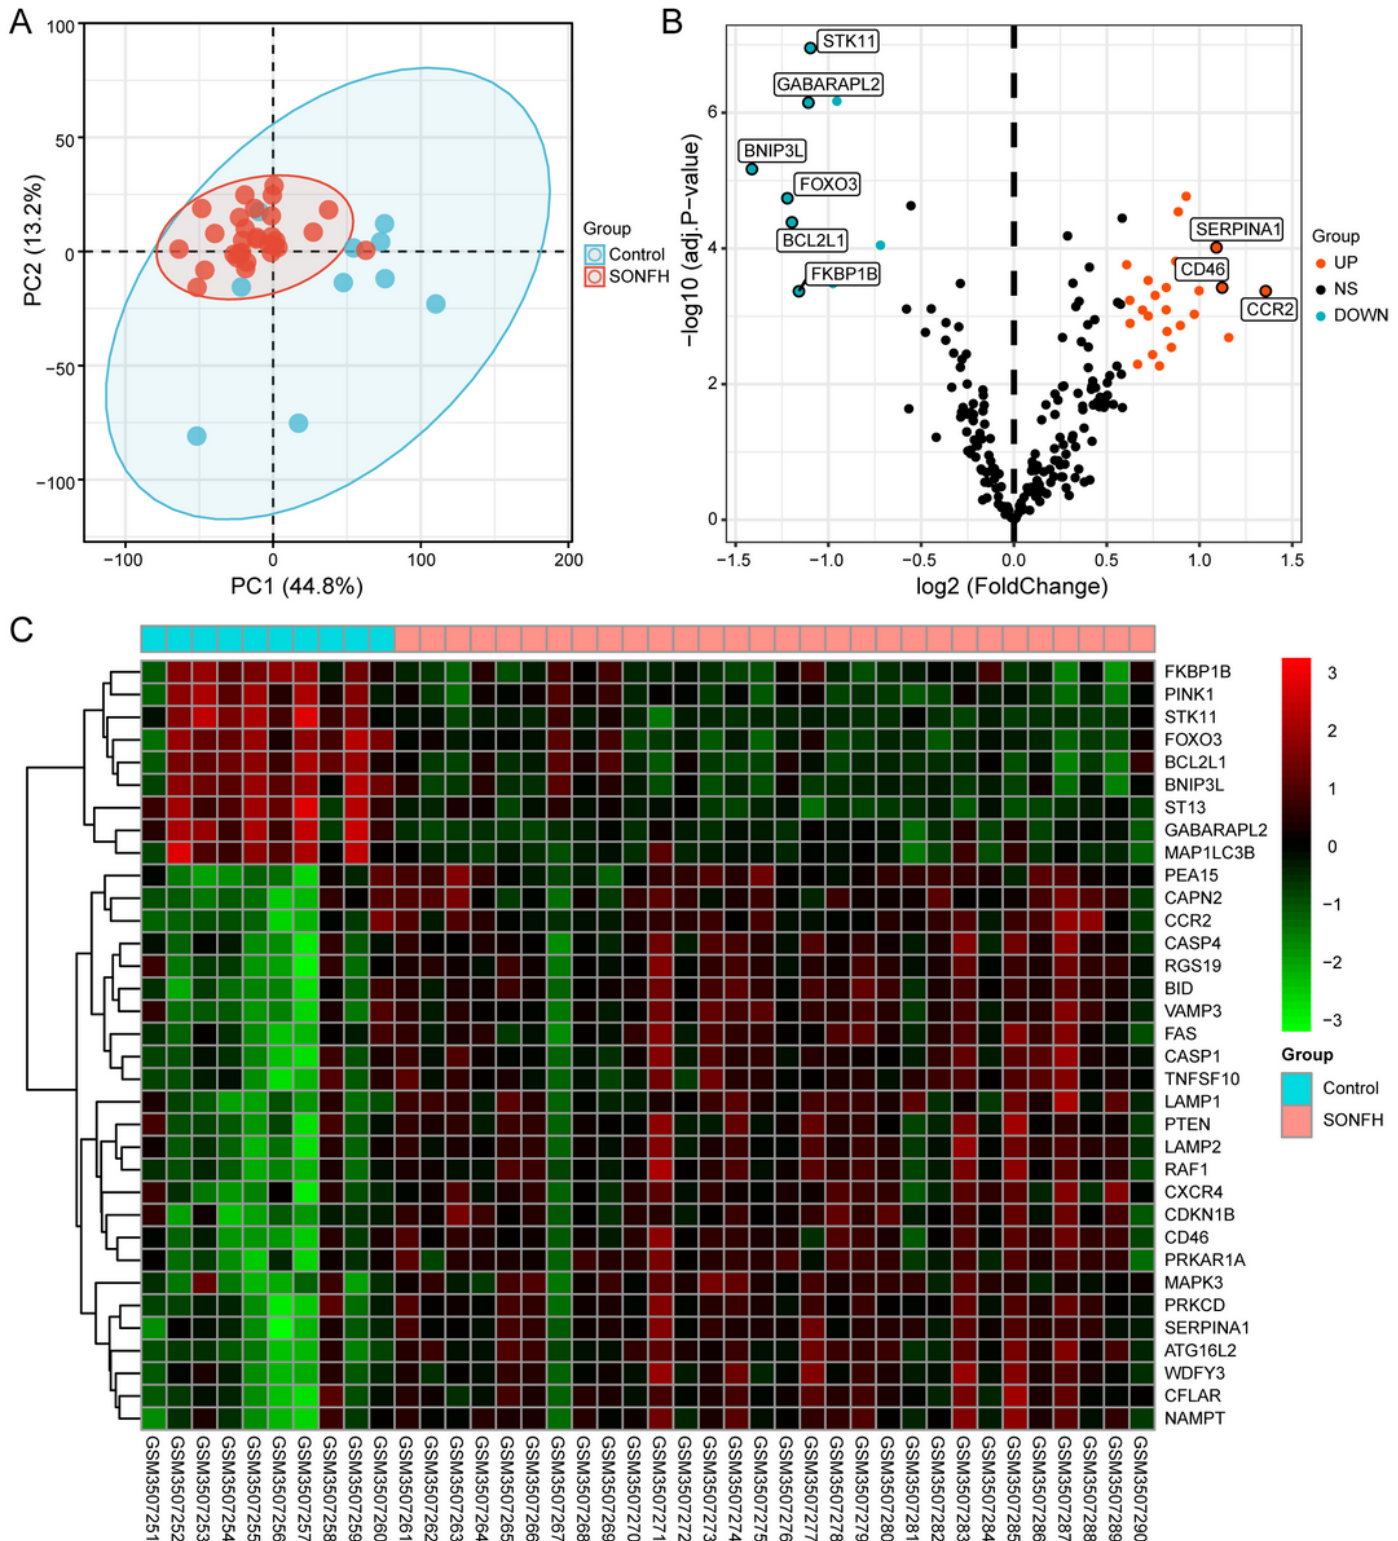 A
100
50
0
−50
−100
PC2 (13.2%)
−100
0
100
200
PC1 (44.8%)
Group
Control
SONFH
B
STK11
GABARAPL2
BNIP3L
FOXO3
BCL2L1
FKBP1B
SERPINA1
CD46
CCR2
6
4
2
0
−log10 (adj.P−value)
−1.5
−1.0
−0.5
0.0
0.5
1.0
1.5
log2 (FoldChange)
Group
UP
NS
DOWN
C
FKBP1B
PINK1
STK11
FOXO3
BCL2L1
BNIP3L
ST13
GABARAPL2
MAP1LC3B
PEA15
CAPN2
CCR2
CASP4
RGS19
BID
VAMP3
FAS
CASP1
TNFSF10
LAMP1
PTEN
LAMP2
RAF1
CXCR4
CDKN1B
CD46
PRKAR1A
MAPK3
PRKCD
SERPINA1
ATG16L2
WDFY3
CFLAR
NAMPT
3
2
1
0
−1
−2
−3
Group
Control
SONFH
GSM3507251
GSM3507252
GSM3507253
GSM3507254
GSM3507255
GSM3507256
GSM3507257
GSM3507258
GSM3507259
GSM3507260
GSM3507261
GSM3507262
GSM3507263
GSM3507264
GSM3507265
GSM3507266
GSM3507267
GSM3507268
GSM3507269
GSM3507270
GSM3507271
GSM3507272
GSM3507273
GSM3507274
GSM3507275
GSM3507276
GSM3507277
GSM3507278
GSM3507279
GSM3507280
GSM3507281
GSM3507282
GSM3507283
GSM3507284
GSM3507285
GSM3507286
GSM3507287
GSM3507288
GSM3507289
GSM3507290